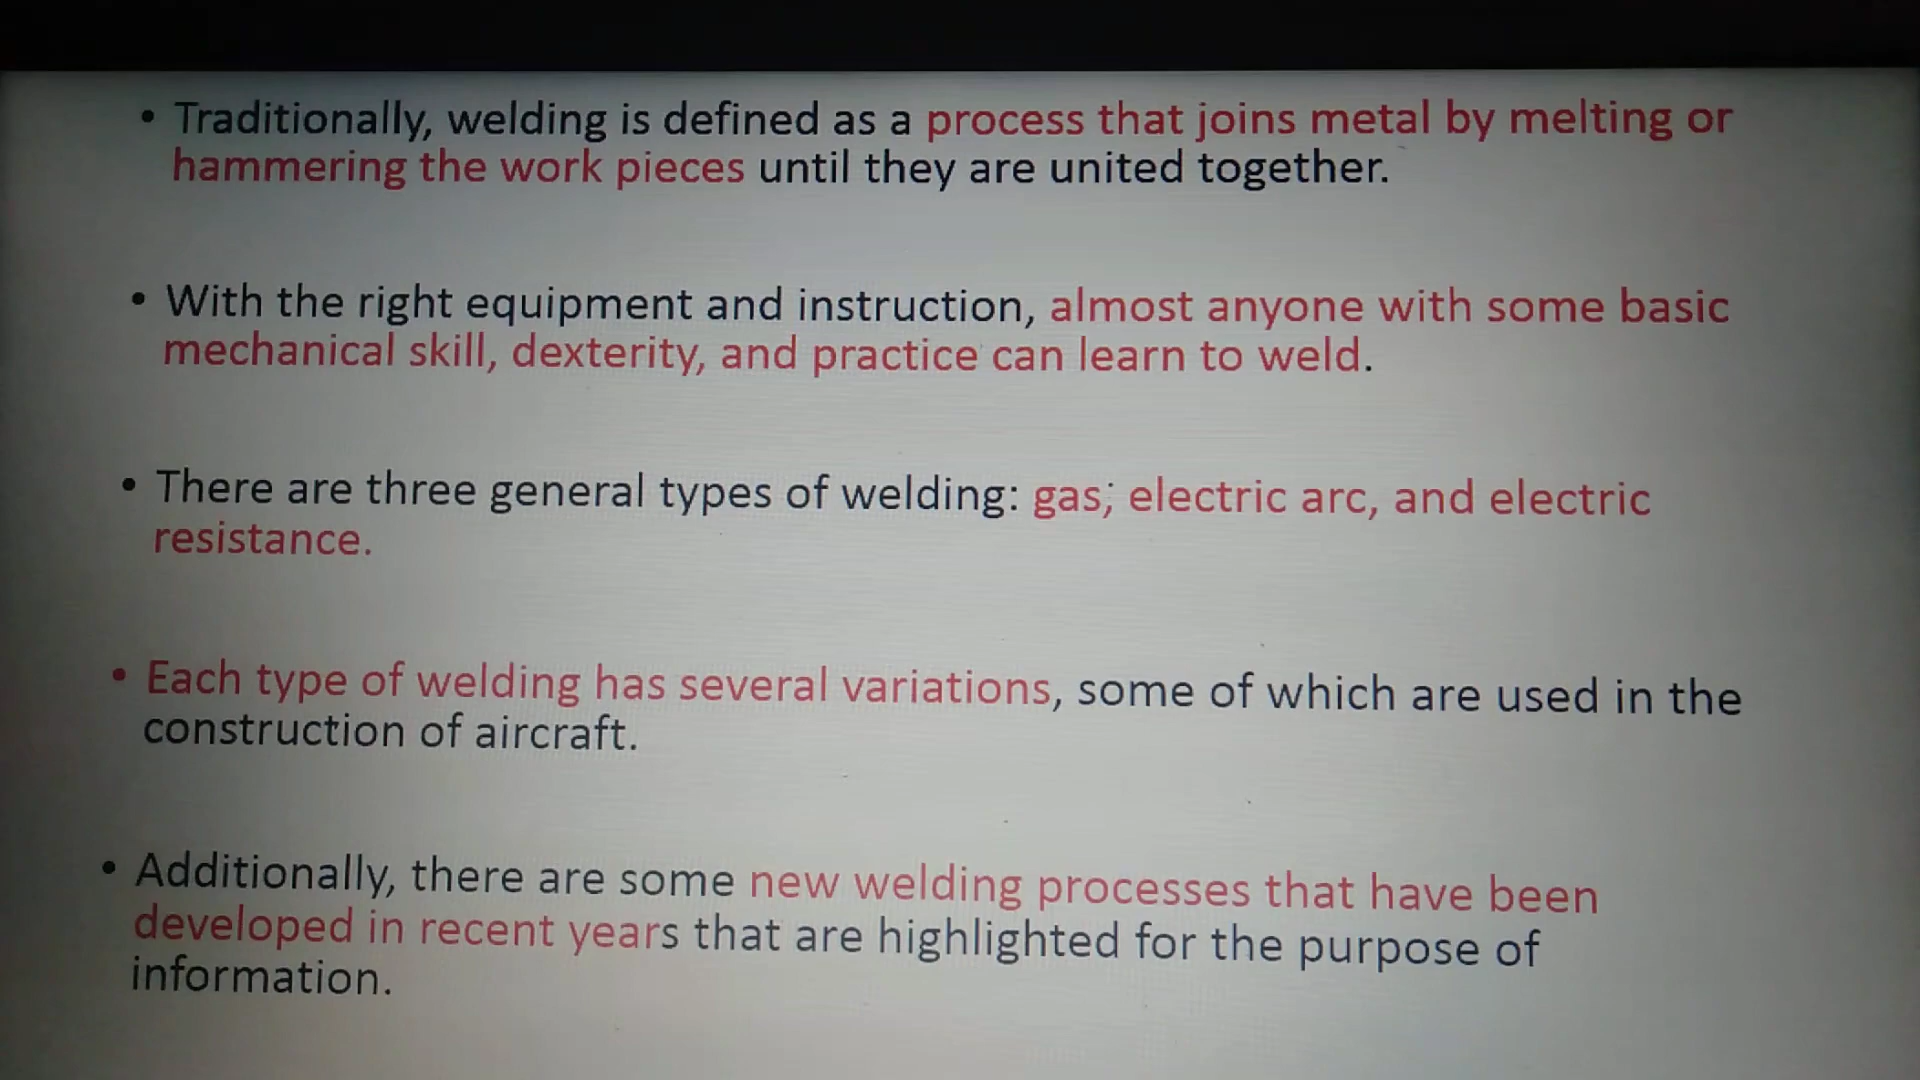 • Traditionally, welding is defined as a process that joins metal by melting or
hammering the work pieces until they are united together.
• With the right equipment and instruction, almost anyone with some basic
mechanical skill, dexterity, and practice can learn to weld.
• There are three general types of welding: gas; electric arc, and electric
resistance.
• Each type of welding has several variations, some of which are used in the
construction of aircraft.
• Additionally, there are some new welding processes that have been
developed in recent years that are highlighted for the purpose of
information.